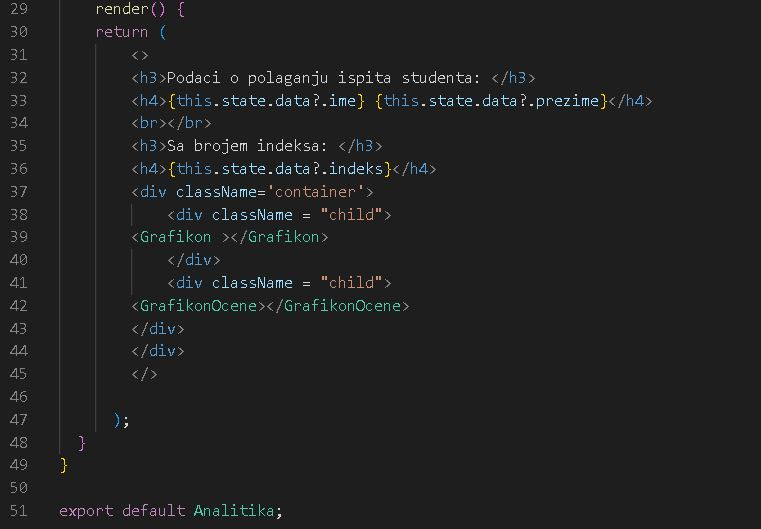 29 render() {
30 return (
31 <>
32 <h3>Podaci o polaganju ispita studenta: </h3>
33 <h4>{this.state.data?.ime} {this.state.data?.prezime}</h4>
34 <br></br>
35 <h3>Sa brojem indeksa: </h3>
36 <h4>{this.state.data?.indeks}</h4>
37 <div className='container'>
38 <div className = "child">
39 <Grafikon ></Grafikon>
40 </div>
41 <div className = "child">
42 <GrafikonOcene></GrafikonOcene>
43 </div>
44 </div>
45 </>
46
47 );
48 }
49 }
50
51 export default Analitika;